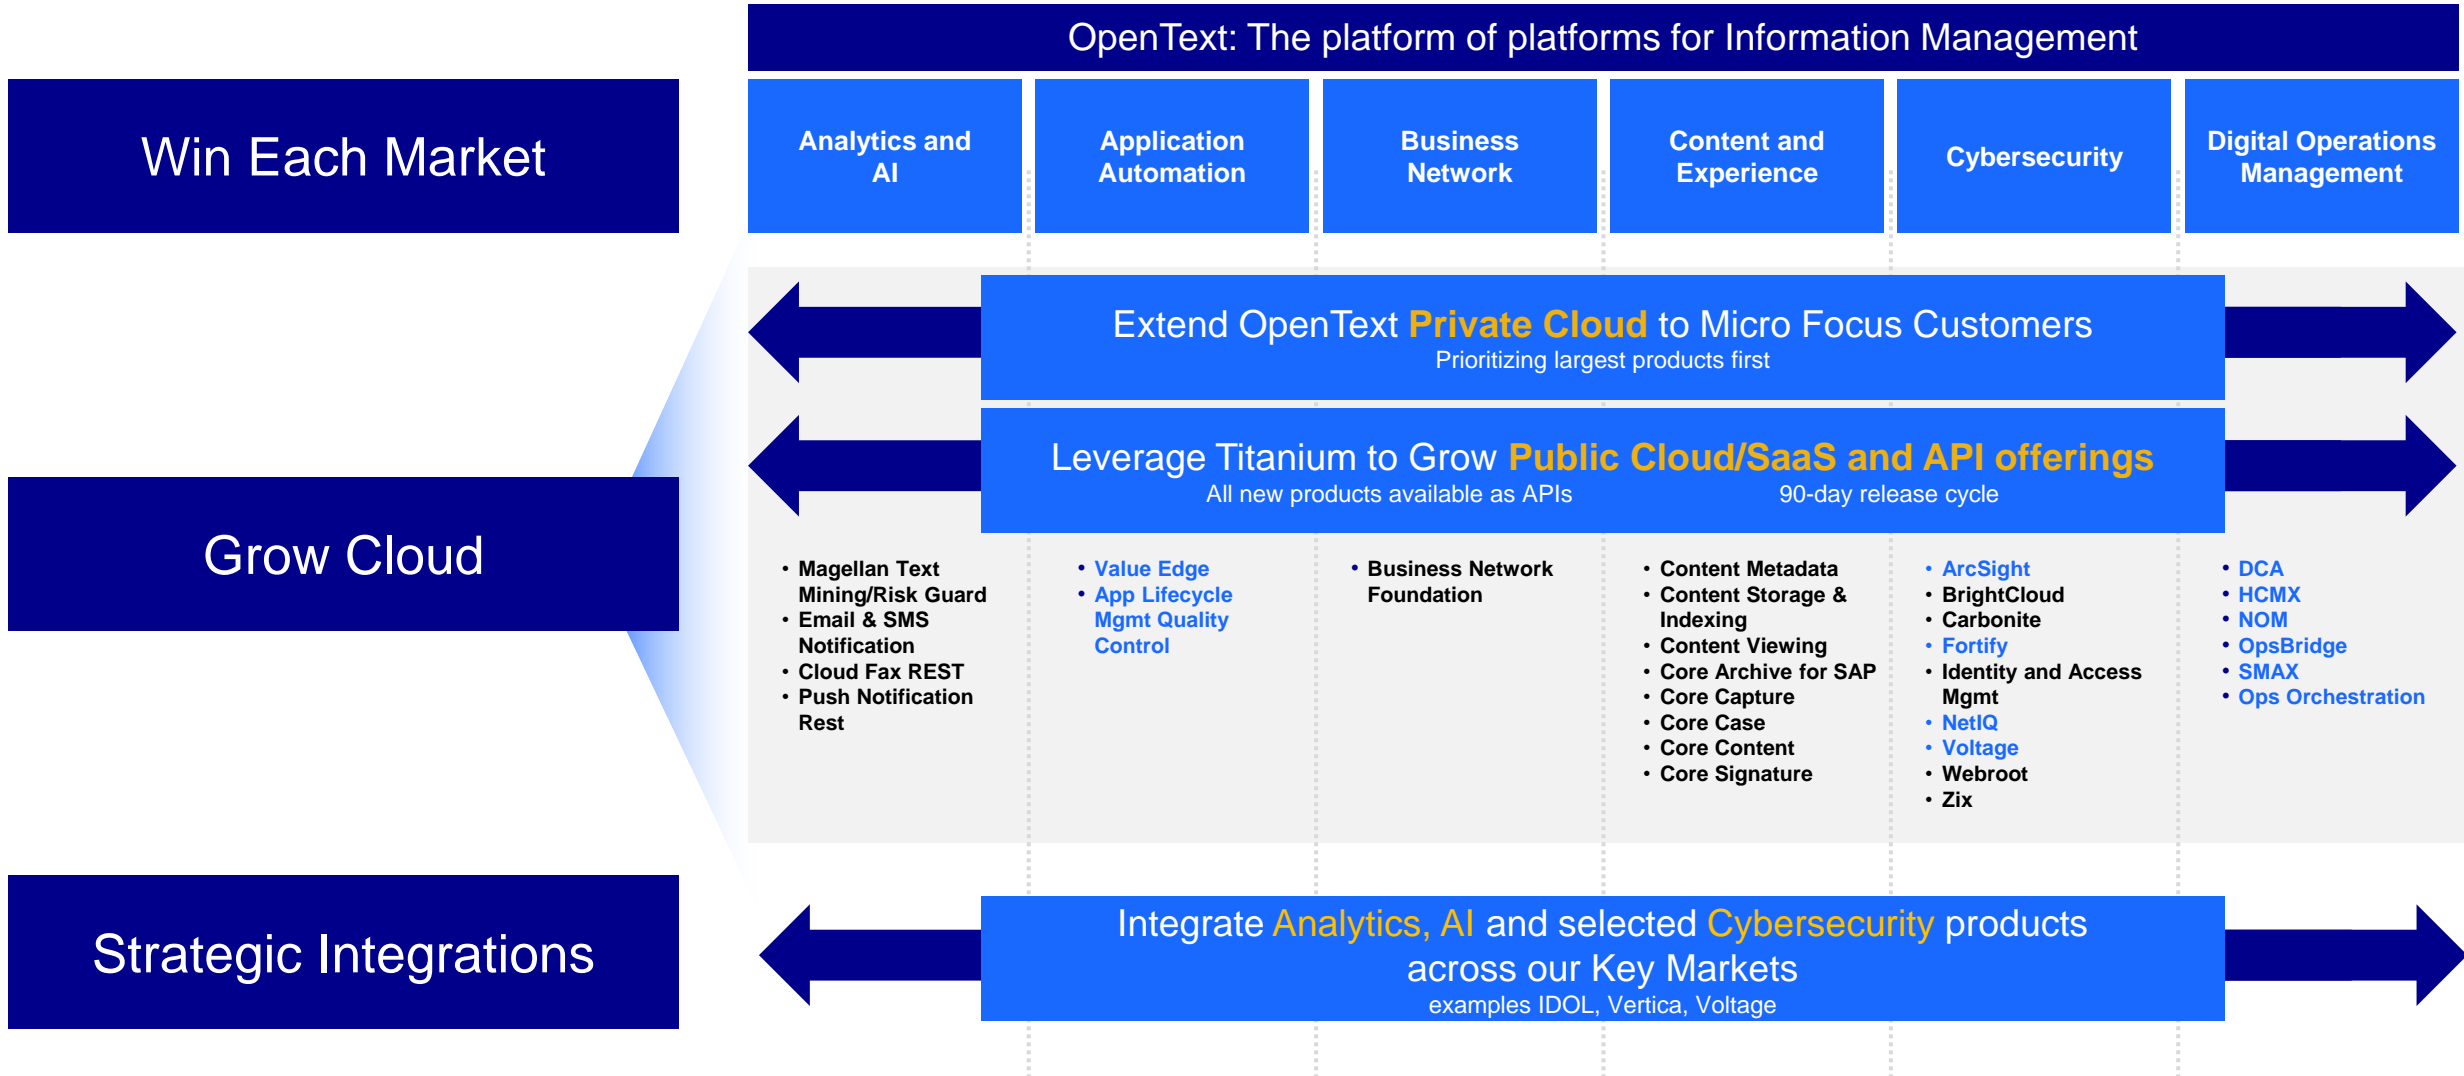 OpenText: The platform of platforms for Information Management
Win Each Market
Analytics and
AI
Application
Automation
Business
Network
Content and
Experience
Cybersecurity
Digital Operations
Management
Grow Cloud
Extend OpenText Private Cloud to Micro Focus Customers
Prioritizing largest products first
Leverage Titanium to Grow Public Cloud/SaaS and API offerings
All new products available as APIs
90-day release cycle
• Magellan Text
Mining/Risk Guard
• Email & SMS
Notification
• Cloud Fax REST
• Push Notification
Rest
• Value Edge
• App Lifecycle
Mgmt Quality
Control
• Business Network
Foundation
• Content Metadata
• Content Storage &
Indexing
• Content Viewing
• Core Archive for SAP
• Core Capture
• Core Case
• Core Content
• Core Signature
• ArcSight
• BrightCloud
• Carbonite
• Fortify
• Identity and Access
Mgmt
• NetIQ
• Voltage
• Webroot
• Zix
• DCA
• HCMX
• NOM
• OpsBridge
• SMAX
• Ops Orchestration
Strategic Integrations
Integrate Analytics, AI and selected Cybersecurity products
across our Key Markets
examples IDOL, Vertica, Voltage